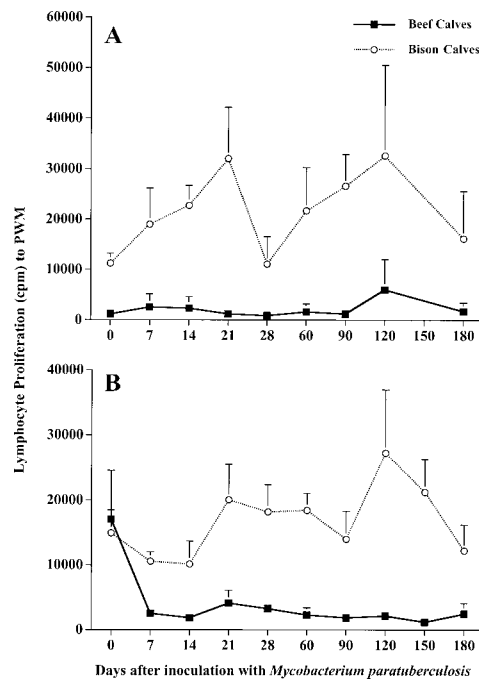 Beef Calves
Bison Calves
A
60000
50000
40000
30000
20000
10000
0
0 7 14 21 28 60 90 120 150 180
Lymphocyte Proliferation (cpm) to PWM
B
40000
30000
20000
10000
0
0 7 14 21 28 60 90 120 150 180
Days after inoculation with Mycobacterium paratuberculosis